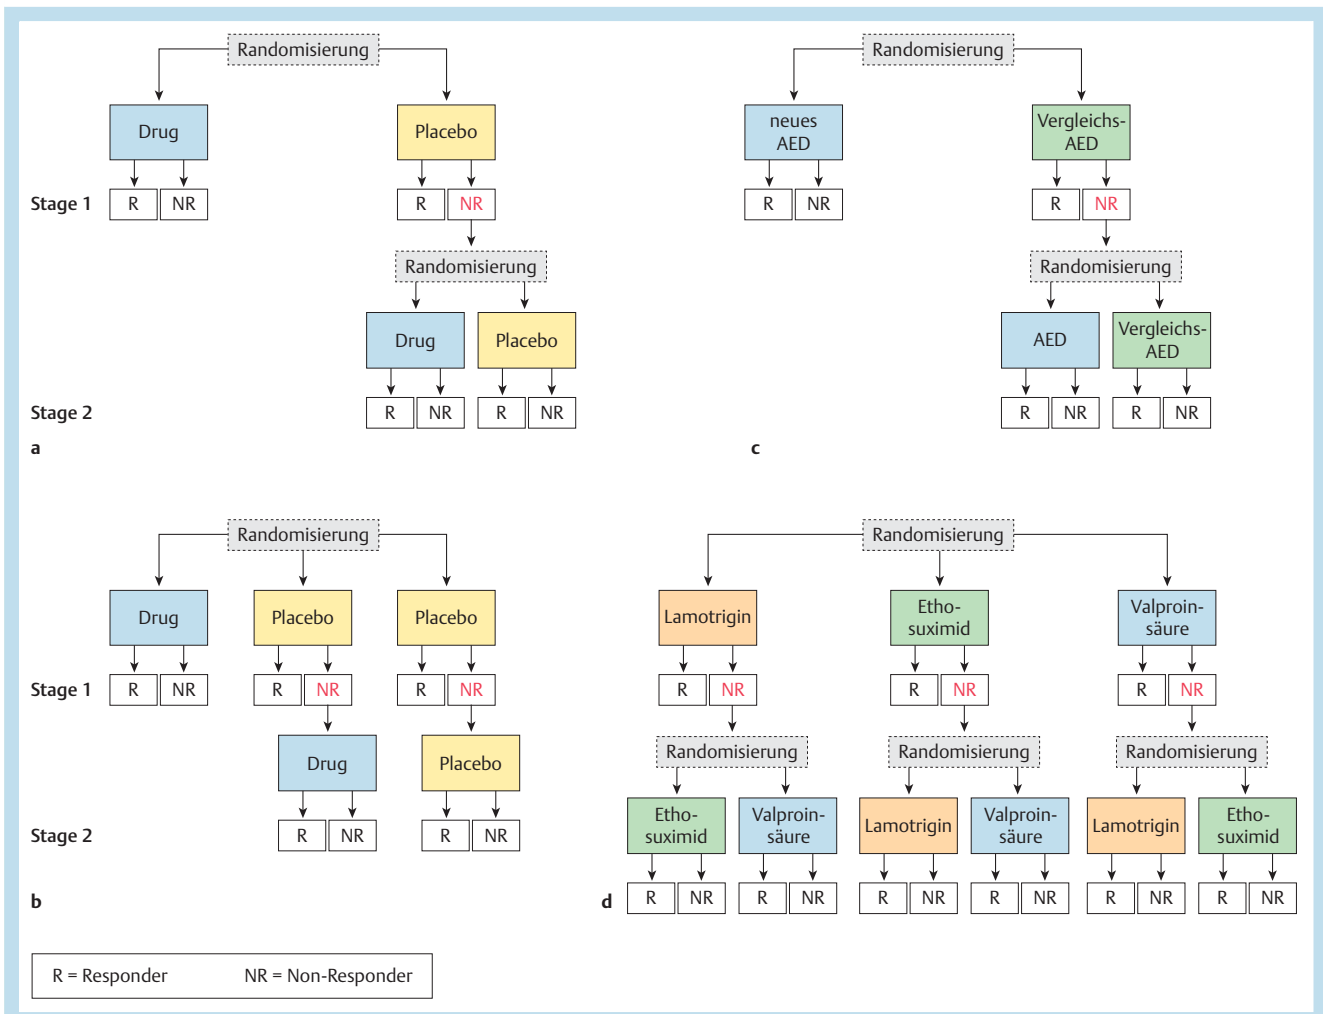 Randomisierung
Drug
Placebo
Stage 1
R
NR
R
NR
Randomisierung
Drug
Placebo
Stage 2
R
NR
R
NR
a
Randomisierung
neues
AED
Vergleichs-
AED
R
NR
R
NR
Randomisierung
AED
Vergleichs-
AED
R
NR
R
NR
c
Randomisierung
Drug
Placebo
Placebo
Stage 1
R
NR
R
NR
R
NR
Drug
Placebo
Stage 2
R
NR
R
NR
b
Randomisierung
Lamotrigin
Etho-
suximid
Valproin-
säure
R
NR
R
NR
R
NR
Randomisierung
Randomisierung
Randomisierung
Etho-
suximid
Valproin-
säure
Lamotrigin
Valproin-
säure
Lamotrigin
Etho-
suximid
R
NR
R
NR
R
NR
R
NR
R
NR
R
NR
d
R = Responder
NR = Non-Responder